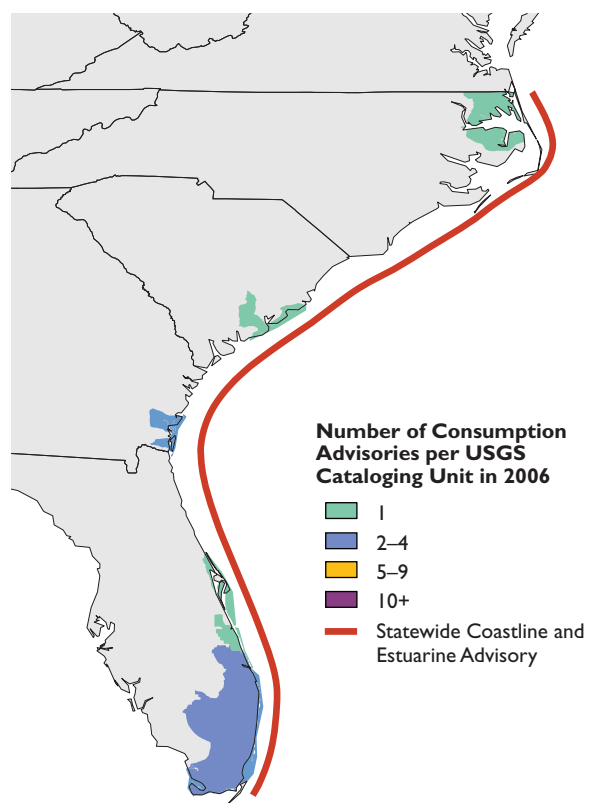 Number of Consumption
Advisories per USGS
Cataloging Unit in 2006
1
2–4
5–9
10+
Statewide Coastline and
Estuarine Advisory